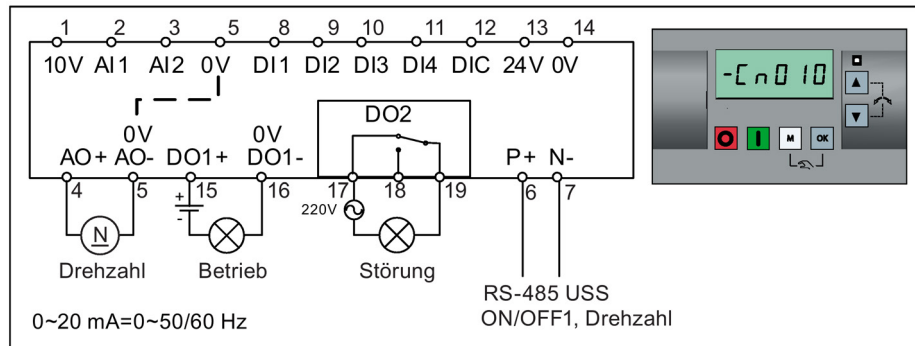 1 2 3 5 8 9 10 11 12 13 14
10V AI1 AI2 0V DI1 DI2 DI3 DI4 DIC 24V 0V
-Cn010
M OK
DO2
0V 0V
AO+ AO- DO1+ DO1- P+ N-
4 5 15 16 17 18 19 6 7
+
-
220V
N
Drehzahl Betrieb Störung
RS-485 USS
ON/OFF1, Drehzahl
0~20 mA=0~50/60 Hz